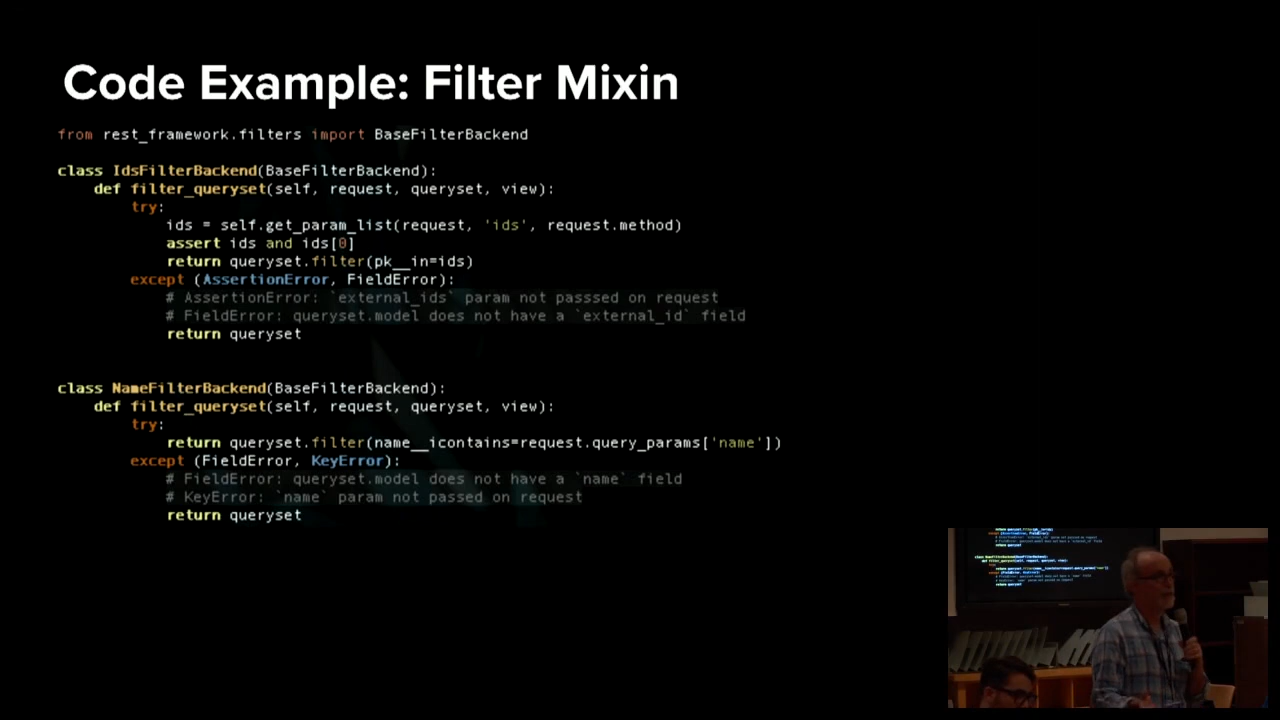 Code Example: Filter Mixin
from rest_framework.filters import BaseFilterBackend
class IdsFilterBackend(BaseFilterBackend):
def filter_queryset(self, request, queryset, view):
try:
ids = self.get_param_list(request, 'ids', request.method)
assert ids and ids[0]
return queryset.filter(pk__in=ids)
except (AssertionError, FieldError):
# AssertionError: `external_ids` param not passsed on request
# FieldError: queryset.model does not have a `external_id` field
return queryset
class NameFilterBackend(BaseFilterBackend):
def filter_queryset(self, request, queryset, view):
try:
return queryset.filter(name__icontains=request.query_params['name'])
except (FieldError, KeyError):
# FieldError: queryset.model does not have a `name` field
# KeyError: `name` param not passed on request
return queryset